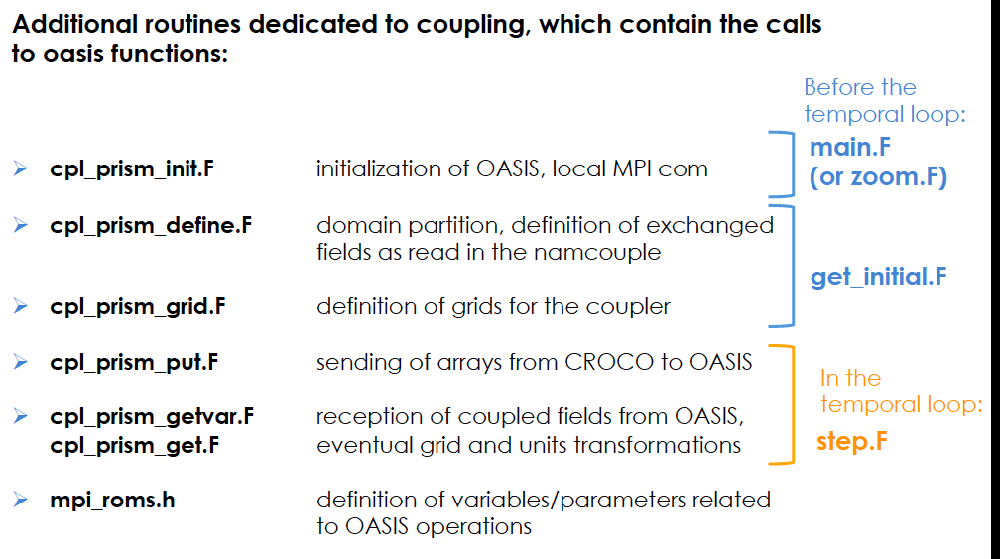 Additional routines dedicated to coupling, which contain the calls
to oasis functions:
Before the
temporal loop:
main.F
(or zoom.F)
➢ cpl_prism_init.F initialization of OASIS, local MPI com
➢ cpl_prism_define.F domain partition, definition of exchanged
fields as read in the namcouple
get_initial.F
➢ cpl_prism_grid.F definition of grids for the coupler
➢ cpl_prism_put.F sending of arrays from CROCO to OASIS
In the
temporal loop:
step.F
➢ cpl_prism_getvar.F reception of coupled fields from OASIS,
cpl_prism_get.F eventual grid and units transformations
➢ mpi_roms.h definition of variables/parameters related
to OASIS operations